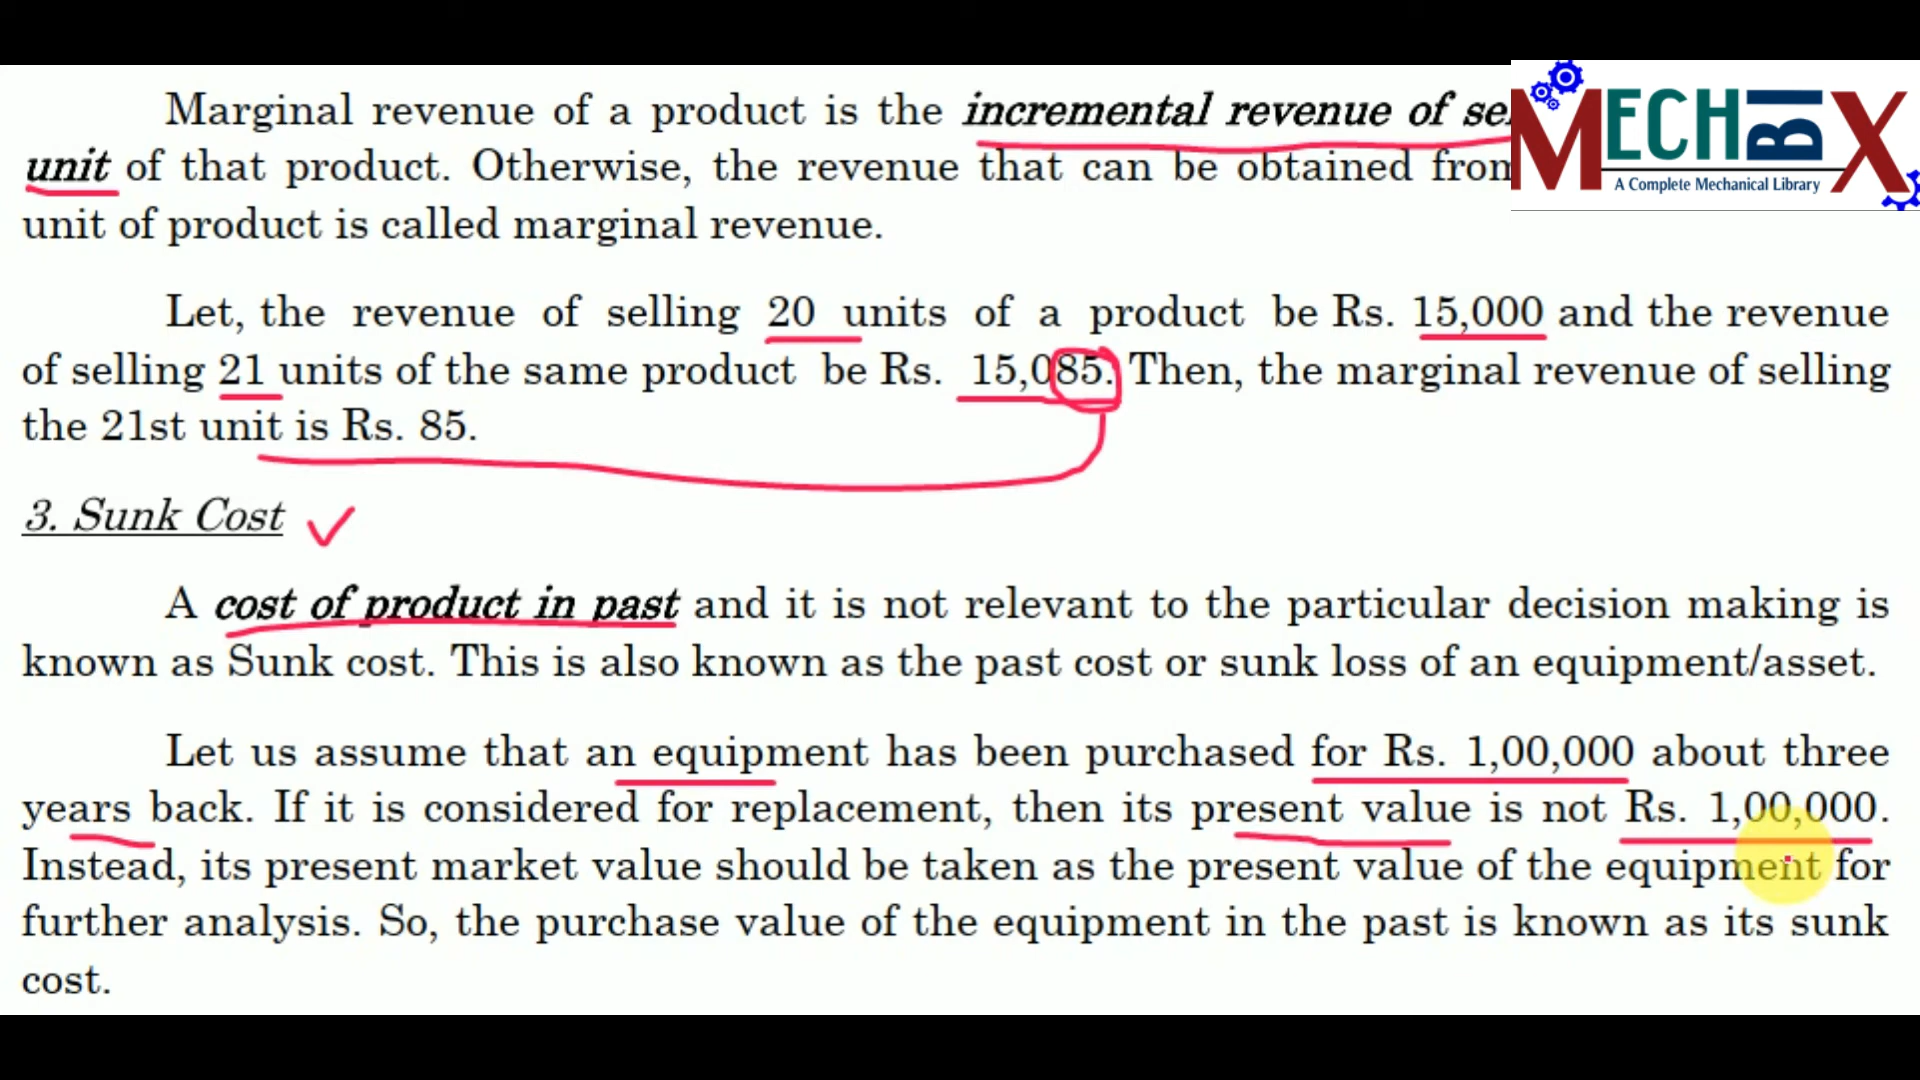 Marginal revenue of a product is the incremental revenue of
unit of that product. Otherwise, the revenue that can be obtained from
unit of product is called marginal revenue.
MECHBIX
A Complete Mechanical Library
Let, the revenue of selling 20 units of a product be Rs. 15,000 and the revenue
of selling 21 units of the same product be Rs. 15,085. Then, the marginal revenue of selling
the 21st unit is Rs. 85.
3. Sunk Cost
A cost of product in past and it is not relevant to the particular decision making is
known as Sunk cost. This is also known as the past cost or sunk loss of an equipment/asset.
Let us assume that an equipment has been purchased for Rs. 1,00,000 about three
years back. If it is considered for replacement, then its present value is not Rs. 1,00,000.
Instead, its present market value should be taken as the present value of the equipment for
further analysis. So, the purchase value of the equipment in the past is known as its sunk
cost.